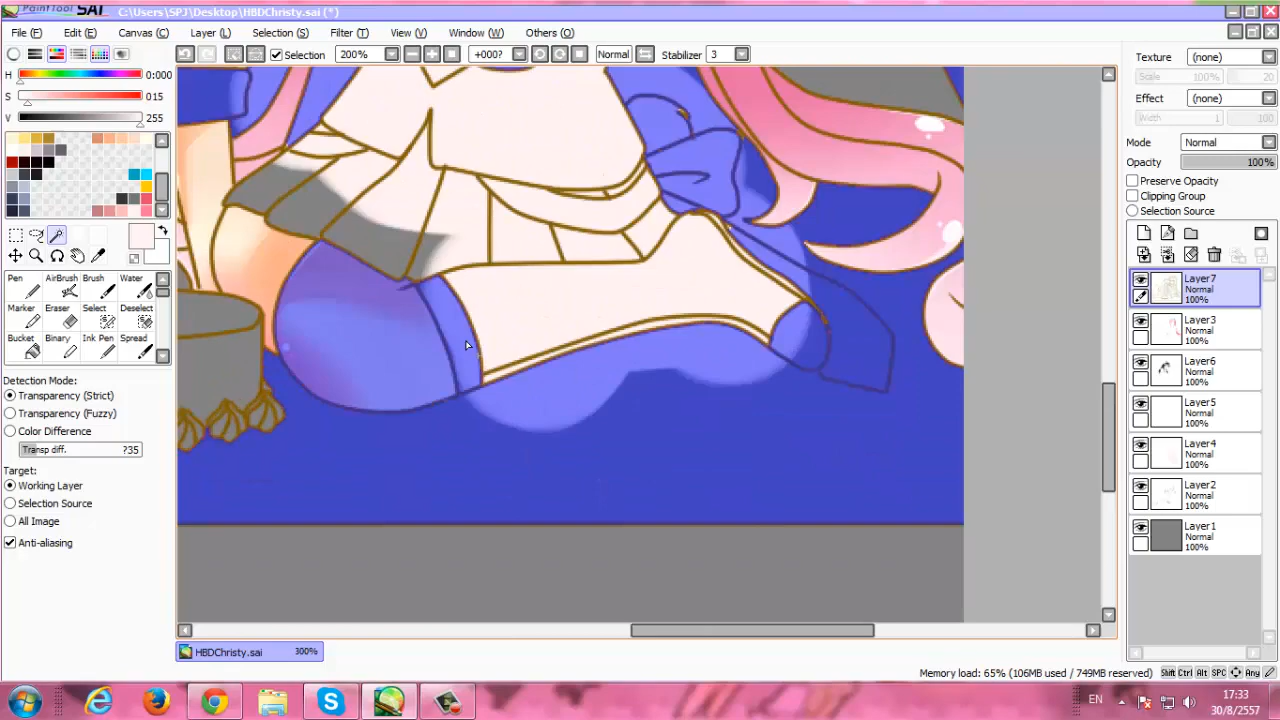 PaintTool SAI C:\Users\SPJ\Desktop\HBDChristy.sai (*)
File (F) Edit (E) Canvas (C) Layer (L) Selection (S) Filter (T) View (V) Window (W) Others (O)
Selection 200% +000? Normal Stabilizer 3
H 0:000
S 015
V 255
Pen AirBrush Brush Water
Marker Eraser Select Deselect
Bucket Binary Ink Pen Spread
Detection Mode:
Transparency (Strict)
Transparency (Fuzzy)
Color Difference
Transp diff. ?35
Target:
Working Layer
Selection Source
All Image
Anti-aliasing
Texture (none)
Scale 100% 20
Effect (none)
Width 1 100
Mode Normal
Opacity 100%
Preserve Opacity
Clipping Group
Selection Source
Layer7
Normal
100%
Layer3
Normal
100%
Layer6
Normal
100%
Layer5
Normal
100%
Layer4
Normal
100%
Layer2
Normal
100%
Layer1
Normal
100%
HBDChristy.sai 300%
Memory load: 65% (106MB used / 749MB reserved) Shift Ctrl Alt SPC Any
EN 17:33
30/8/2557